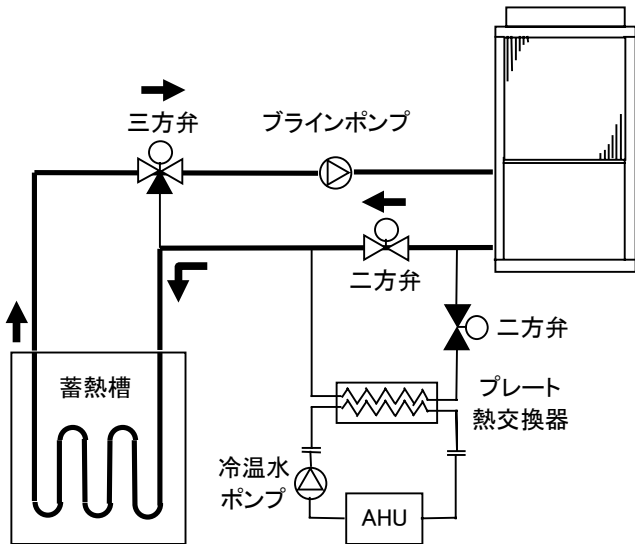 三方弁
ブラインポンプ
二方弁
二方弁
蓄熱槽
プレート
熱交換器
冷温水
ポンプ
AHU